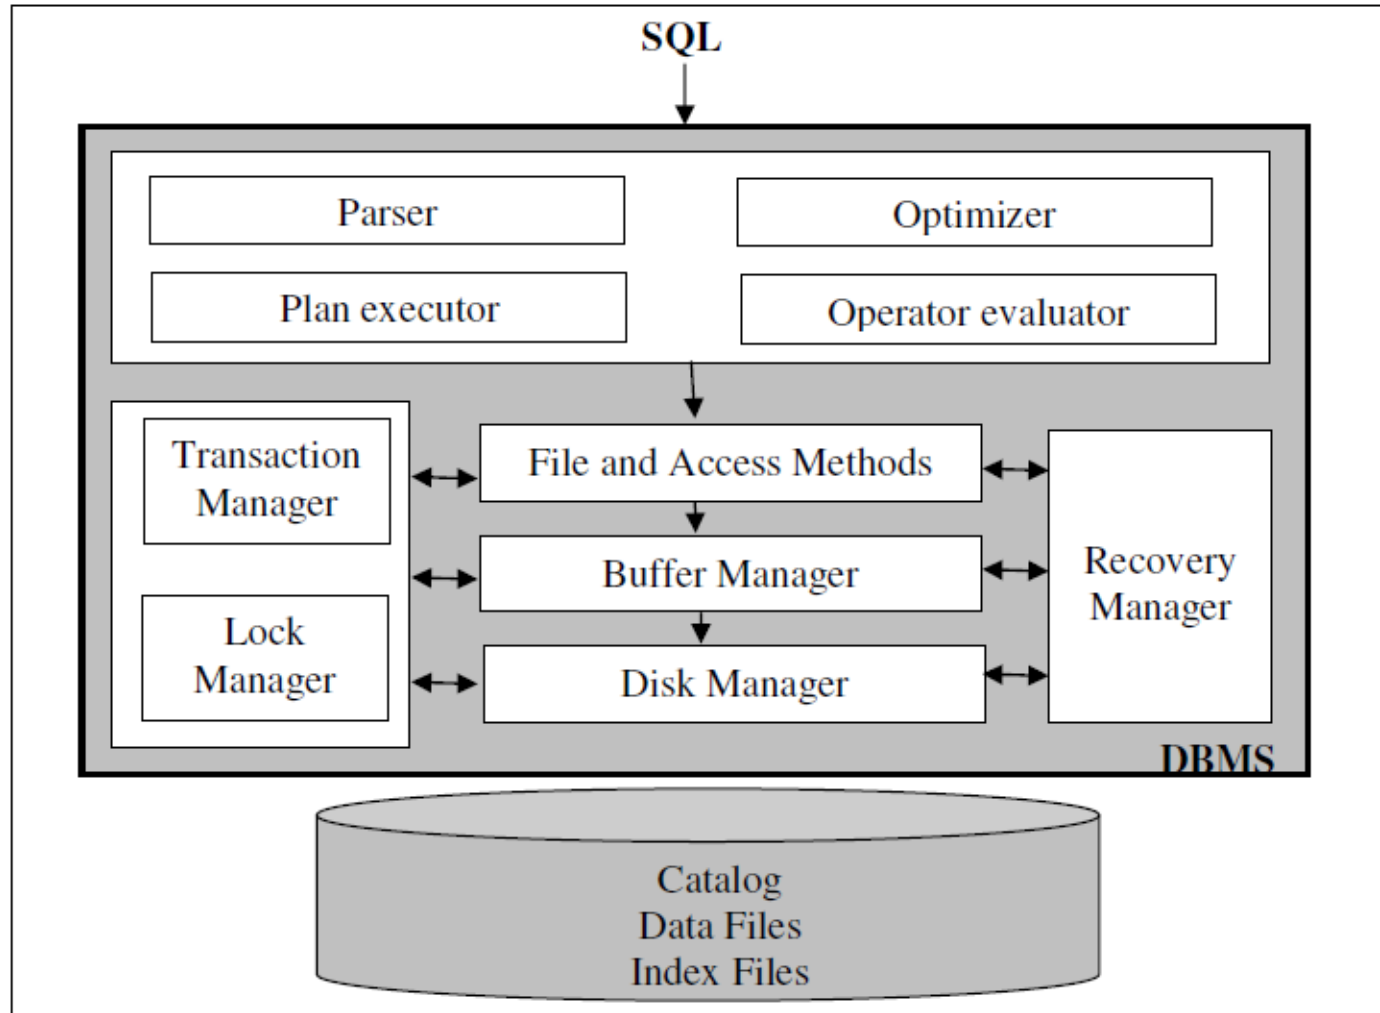 SQL
Parser
Optimizer
Plan executor
Operator evaluator
Transaction
Manager
File and Access Methods
Buffer Manager
Recovery
Manager
Lock
Manager
Disk Manager
DBMS
Catalog
Data Files
Index Files